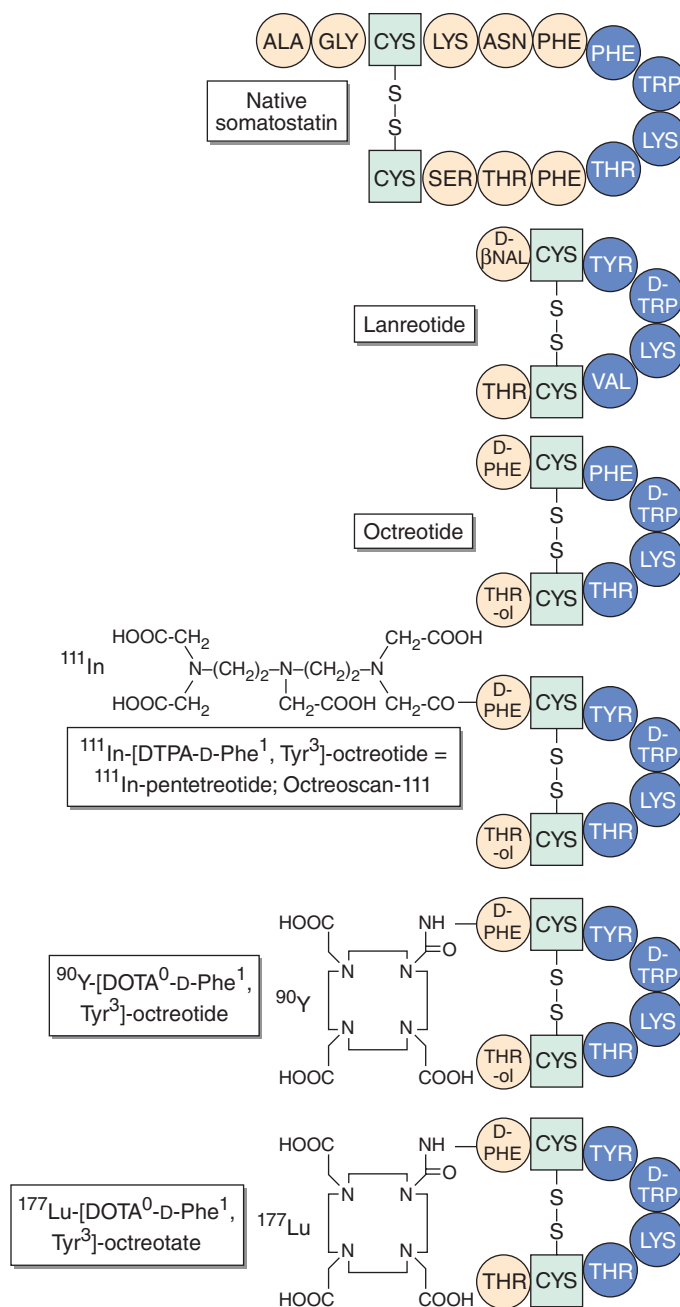 ALA GLY CYS LYS ASN PHE PHE
TRP
Native
somatostatin
S
S
LYS
CYS SER THR PHE THR
D-
βNAL CYS TYR
D-
TRP
Lanreotide
S
S
LYS
THR CYS VAL
D-
PHE CYS PHE
D-
TRP
Octreotide
S
S
LYS
THR
-ol CYS THR
HOOC-CH2 CH2-COOH
111In
N–(CH2)2–N–(CH2)2–N
HOOC-CH2 CH2-COOH CH2-CO
D-
PHE CYS TYR
D-
TRP
111In-[DTPA-D-Phe1, Tyr3]-octreotide =
111In-pentetreotide; Octreoscan-111
S
S
LYS
THR
-ol CYS THR
HOOC NH
D-
PHE CYS TYR
O
D-
TRP
90Y-[DOTA0-D-Phe1,
Tyr3]-octreotide
90Y
N N
N N
S
S
LYS
HOOC COOH
THR
-ol CYS THR
HOOC NH
D-
PHE CYS TYR
O
D-
TRP
177Lu-[DOTA0-D-Phe1,
Tyr3]-octreotate
177Lu
N N
N N
S
S
LYS
HOOC COOH THR CYS THR